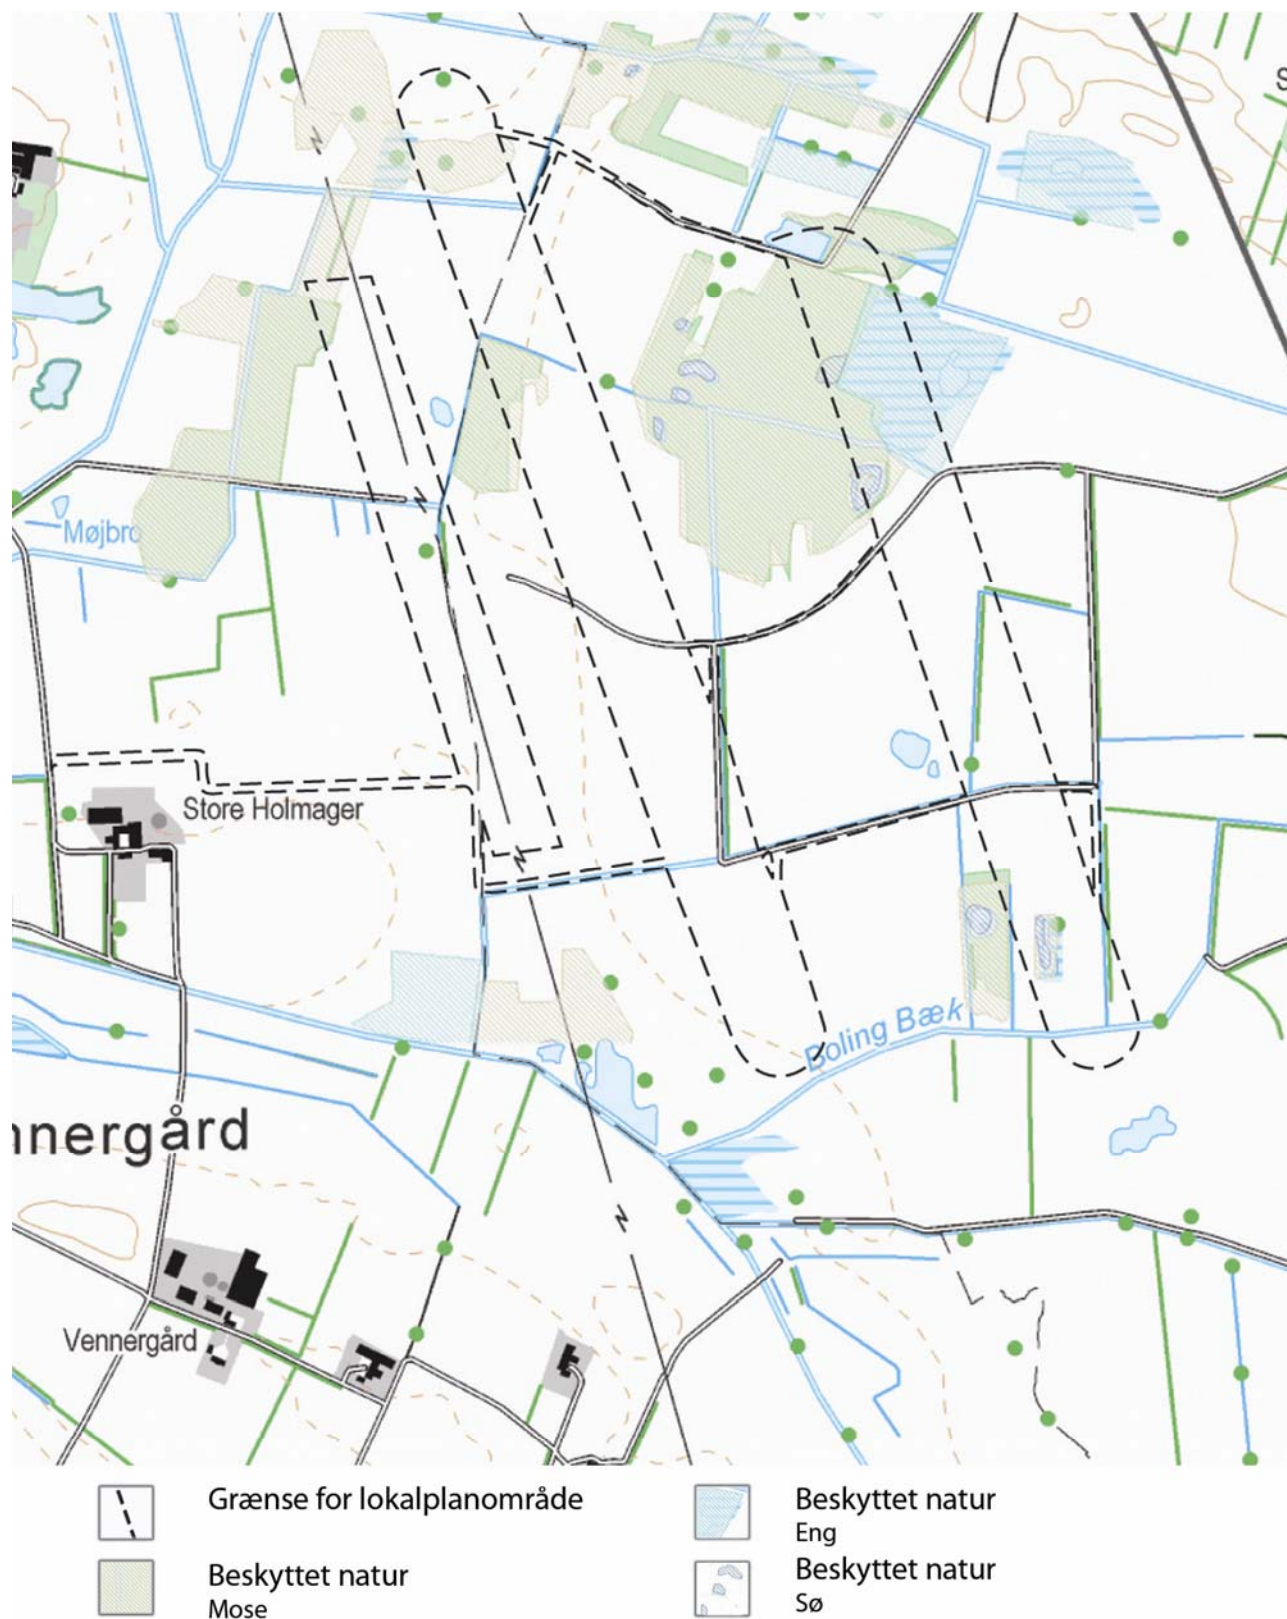 S
Møjbro
Store Holmager
Boling Bæk
nnergård
Vennergård
Grænse for lokalplanområde
Beskyttet natur
Mose
Beskyttet natur
Eng
Beskyttet natur
Sø